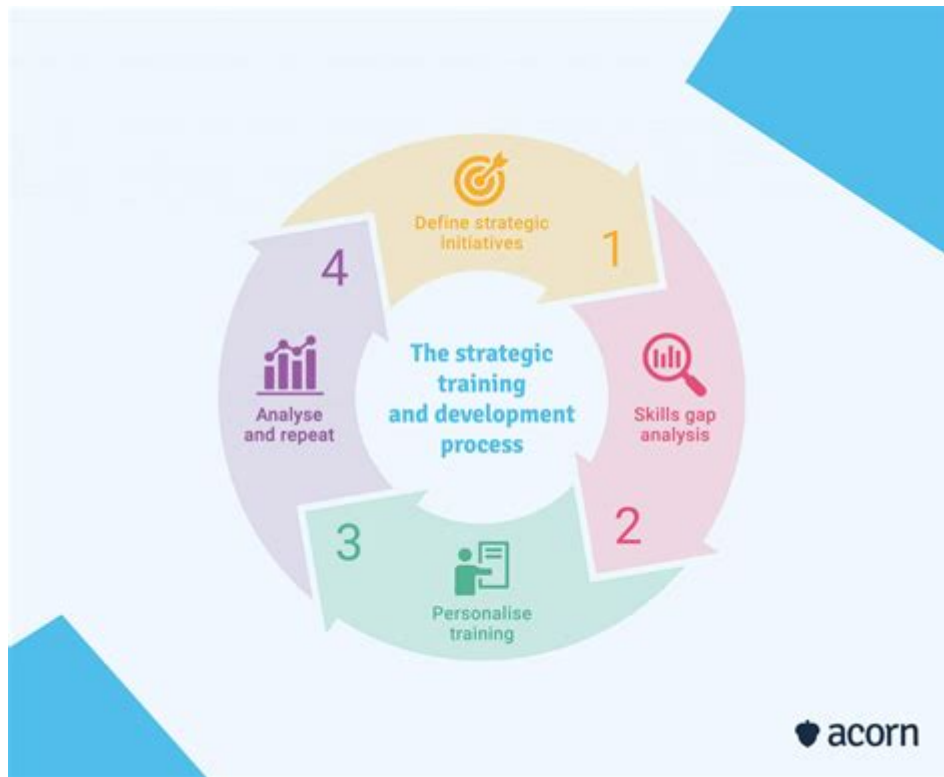 The strategic
training
and development
process
Define strategic
initiatives
1
Skills gap
analysis
2
Personalise
training
3
Analyse
and repeat
4
acorn